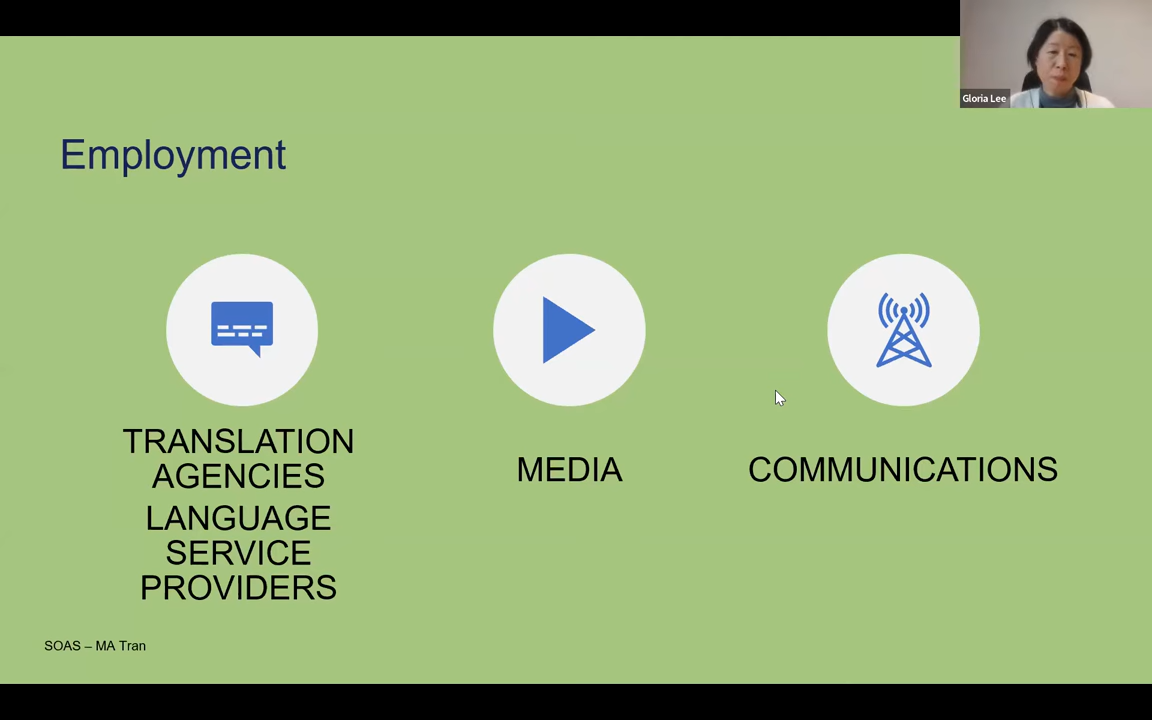 Gloria Lee
Employment
TRANSLATION
AGENCIES
LANGUAGE
SERVICE
PROVIDERS
MEDIA
COMMUNICATIONS
SOAS – MA Tran